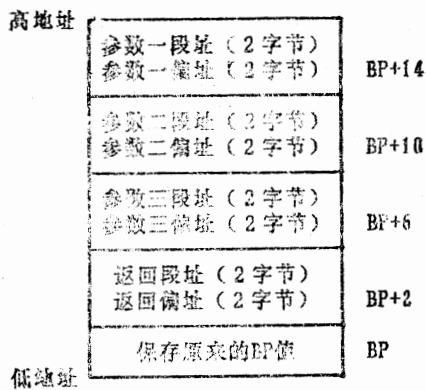 高地址
参数一段址（2字节）
参数一偏址（2字节） BP+14
参数二段址（2字节）
参数二偏址（2字节） BP+10
参数三段址（2字节）
参数三偏址（2字节） BP+6
返回段址（2字节）
返回偏址（2字节） BP+2
保存原来的BP值 BP
低地址